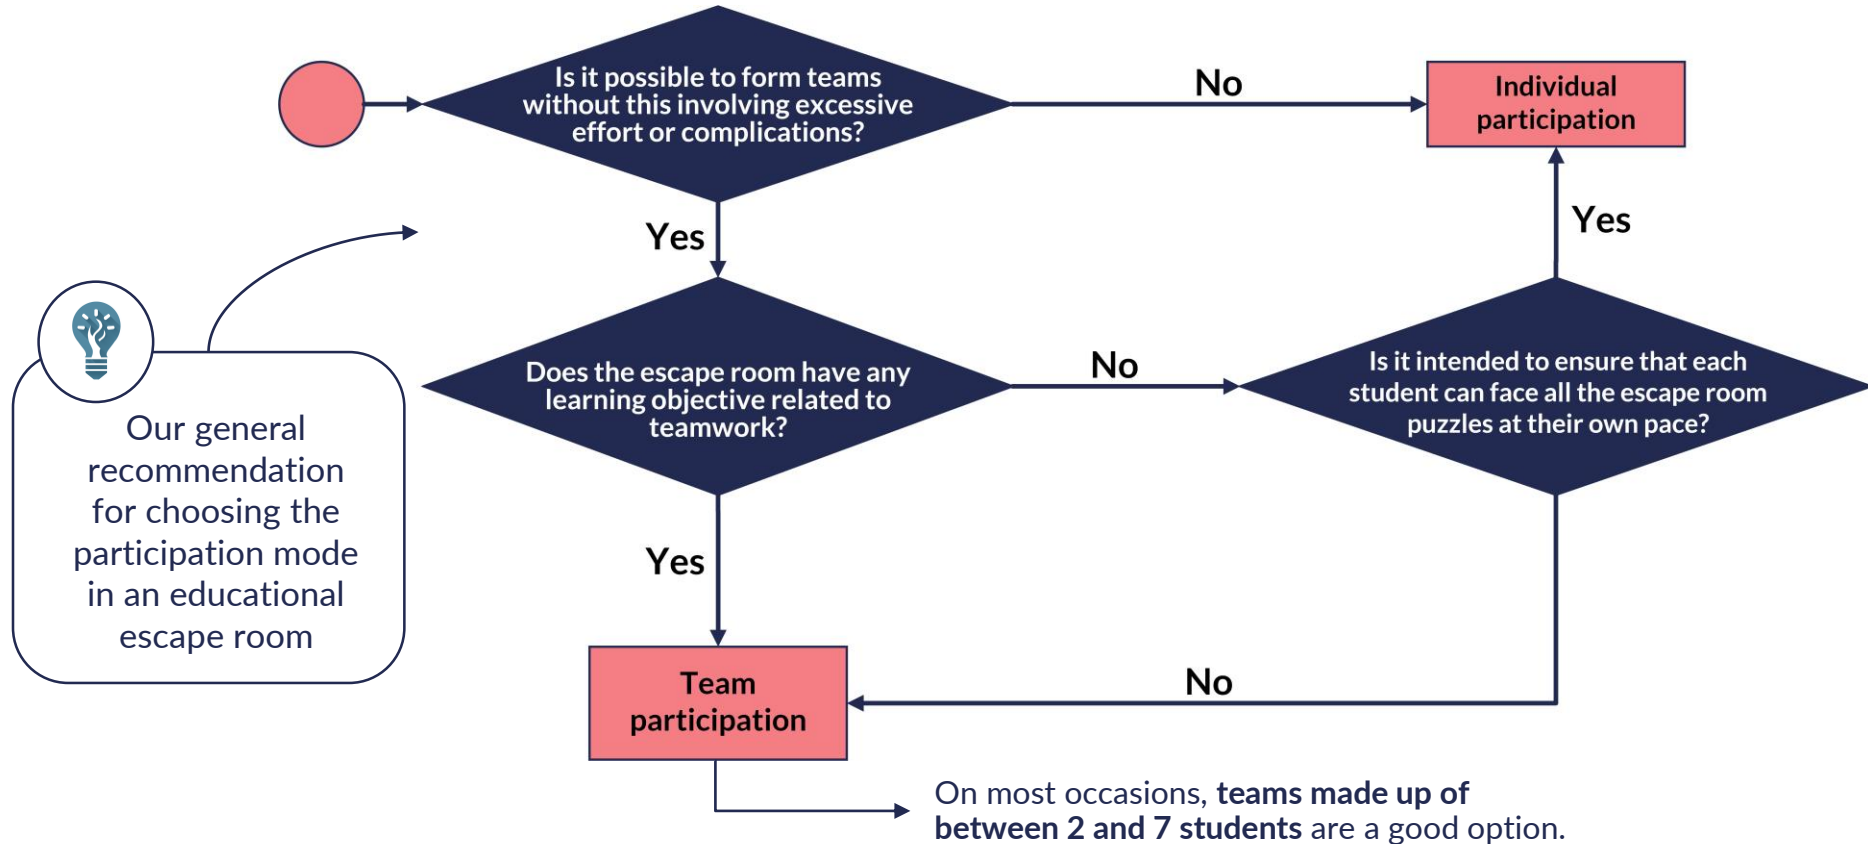 Is it possible to form teams
without this involving excessive
effort or complications?
No
Individual
participation
Yes
Yes
Our general
recommendation
for choosing the
participation mode
in an educational
escape room
Does the escape room have any
learning objective related to
teamwork?
No
Is it intended to ensure that each
student can face all the escape room
puzzles at their own pace?
Yes
No
Team
participation
On most occasions, teams made up of
between 2 and 7 students are a good option.